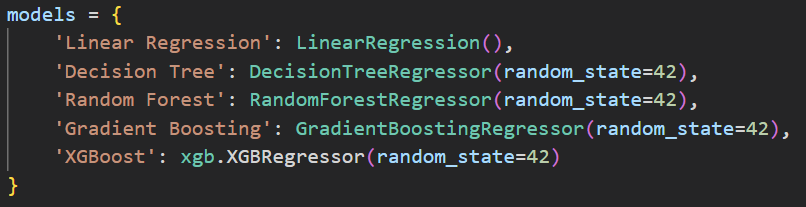 models = {
    'Linear Regression': LinearRegression(),
    'Decision Tree': DecisionTreeRegressor(random_state=42),
    'Random Forest': RandomForestRegressor(random_state=42),
    'Gradient Boosting': GradientBoostingRegressor(random_state=42),
    'XGBoost': xgb.XGBRegressor(random_state=42)
}